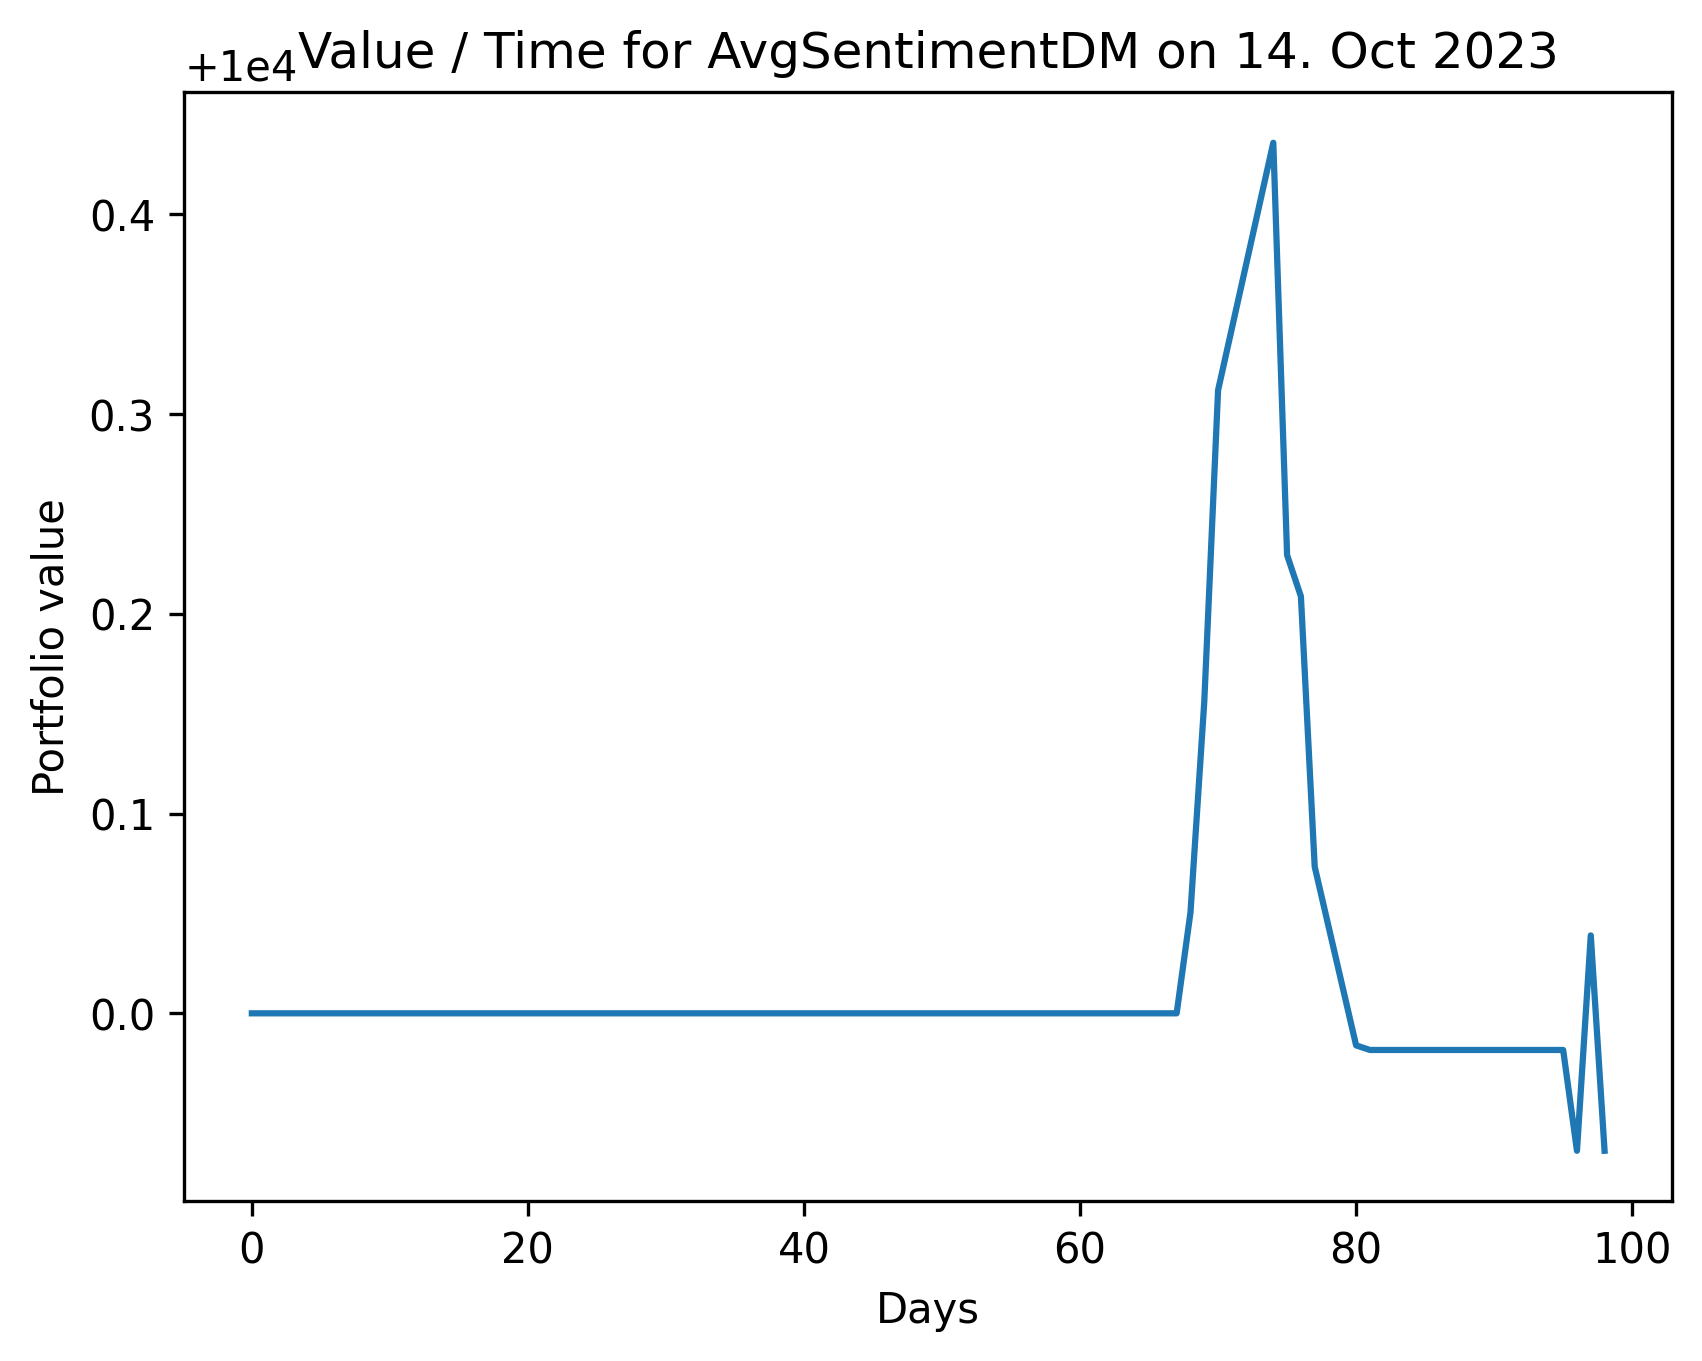 Value / Time for AvgSentimentDM on 14. Oct 2023
+1e4
0.4
0.3
0.2
0.1
0.0
Portfolio value
0 20 40 60 80 100
Days